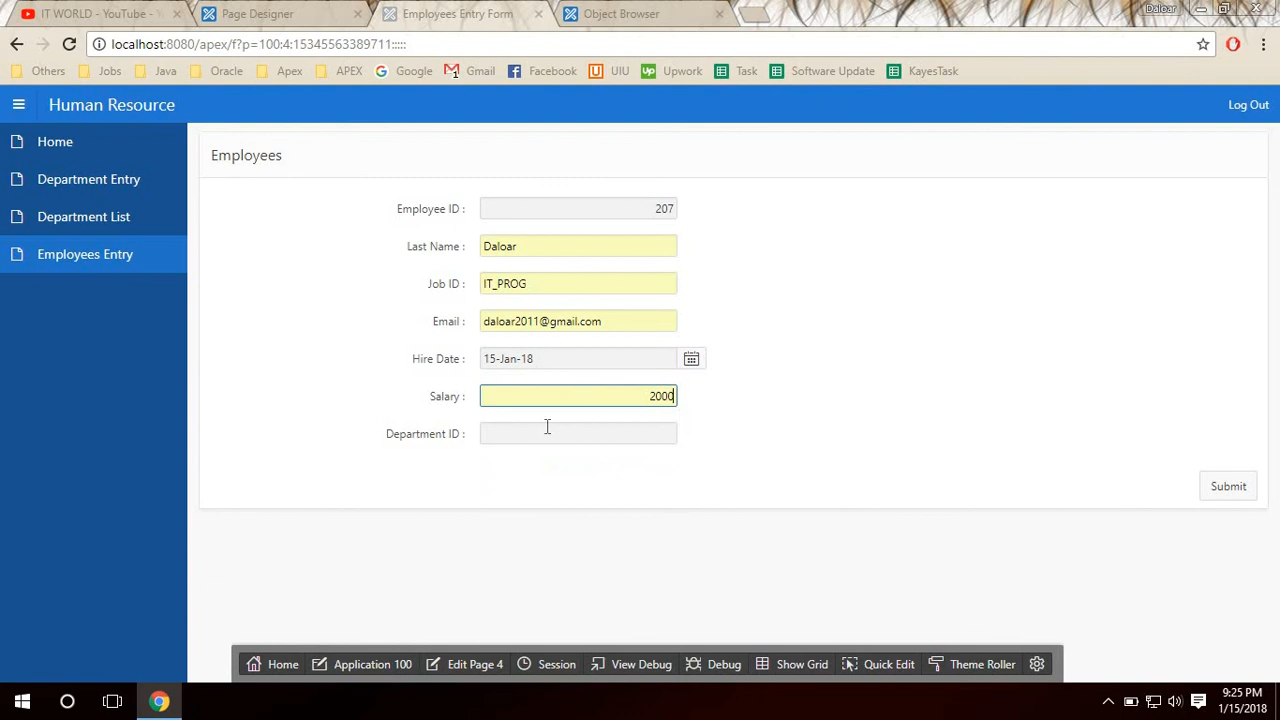 IT WORLD - YouTube - Y
Page Designer
Employees Entry Form
Object Browser
Daloar
localhost:8080/apex/f?p=100:4:15345563389711:::::
Others
Jobs
Java
Oracle
Apex
APEX
Google
1
Gmail
Facebook
U
UIU
Up
Upwork
Task
Software Update
KayesTask
Human Resource
Log Out
Home
Department Entry
Department List
Employees Entry
Employees
Employee ID : 207
Last Name : Daloar
Job ID : IT_PROG
Email : daloar2011@gmail.com
Hire Date : 15-Jan-18
Salary : 2000
Department ID :
Submit
Home
Application 100
Edit Page 4
Session
View Debug
Debug
Show Grid
Quick Edit
Theme Roller
9:25 PM
1/15/2018